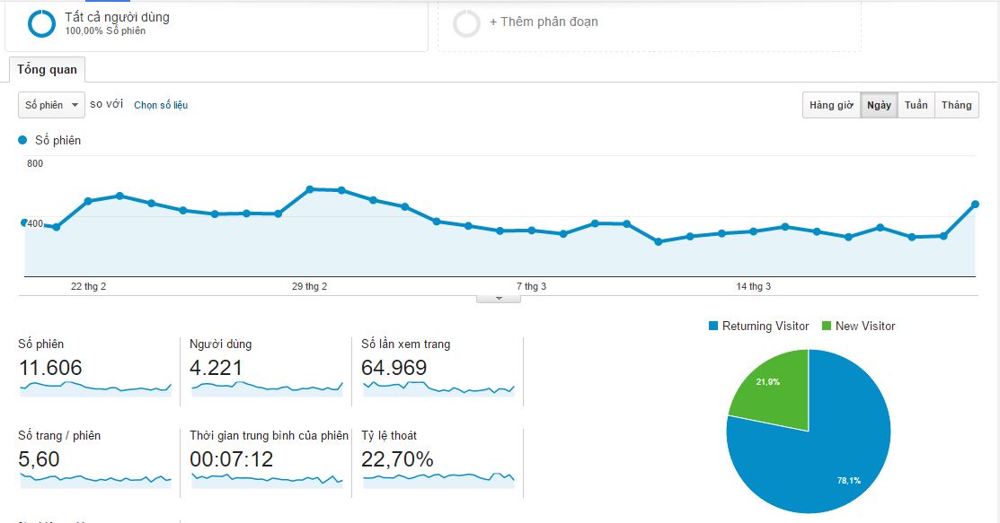 Tất cả người dùng
100,00% Số phiên
+ Thêm phân đoạn
Tổng quan
Số phiên so với Chọn số liệu
Hàng giờ Ngày Tuần Tháng
Số phiên
800
400
22 thg 2 29 thg 2 7 thg 3 14 thg 3
Returning Visitor New Visitor
Số phiên Người dùng Số lần xem trang
11.606 4.221 64.969
21,9%
Số trang / phiên Thời gian trung bình của phiên Tỷ lệ thoát
5,60 00:07:12 22,70%
78,1%